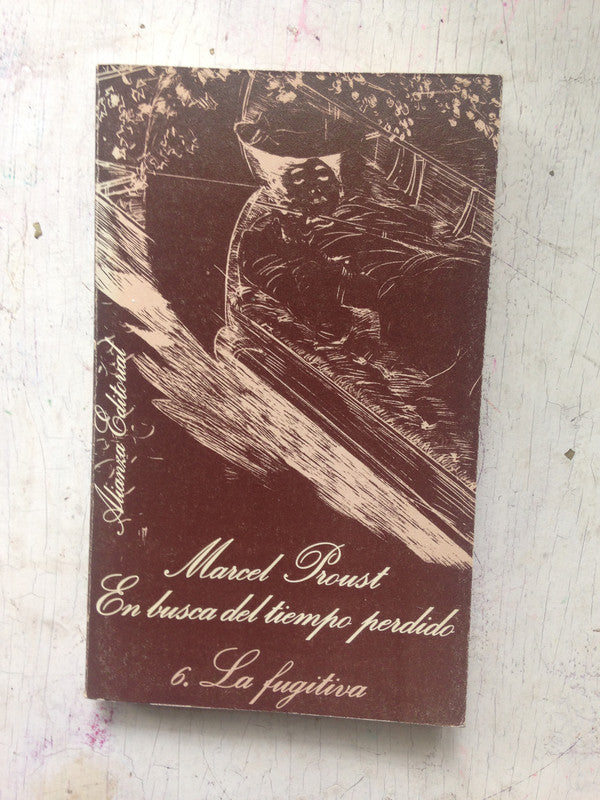 Alianza Editorial
Marcel Proust
En busca del tiempo perdido
6. La fugitiva